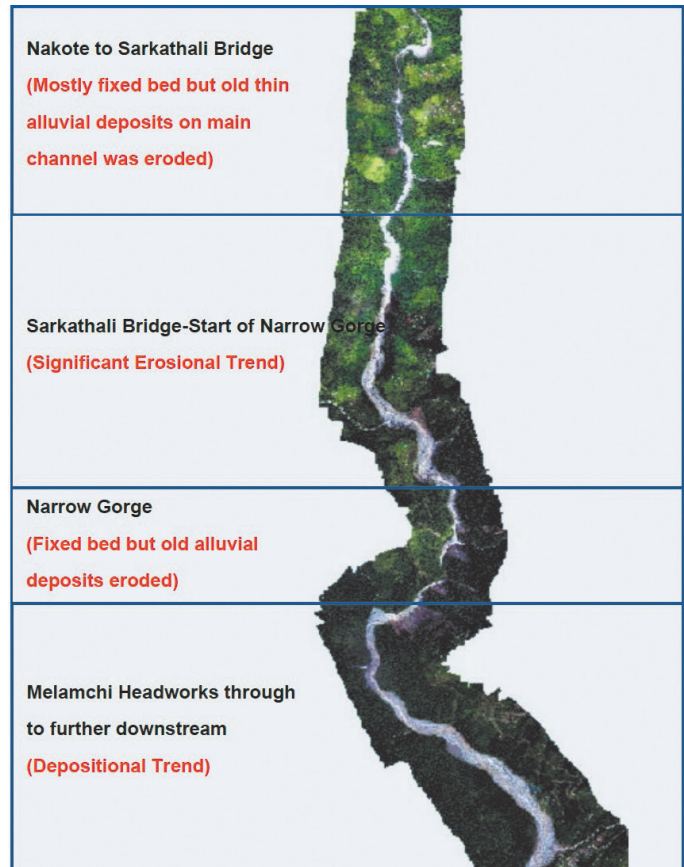 Nakote to Sarkathali Bridge
(Mostly fixed bed but old thin
alluvial deposits on main
channel was eroded)
Sarkathali Bridge-Start of Narrow Gorge
(Significant Erosional Trend)
Narrow Gorge
(Fixed bed but old alluvial
deposits eroded)
Melamchi Headworks through
to further downstream
(Depositional Trend)